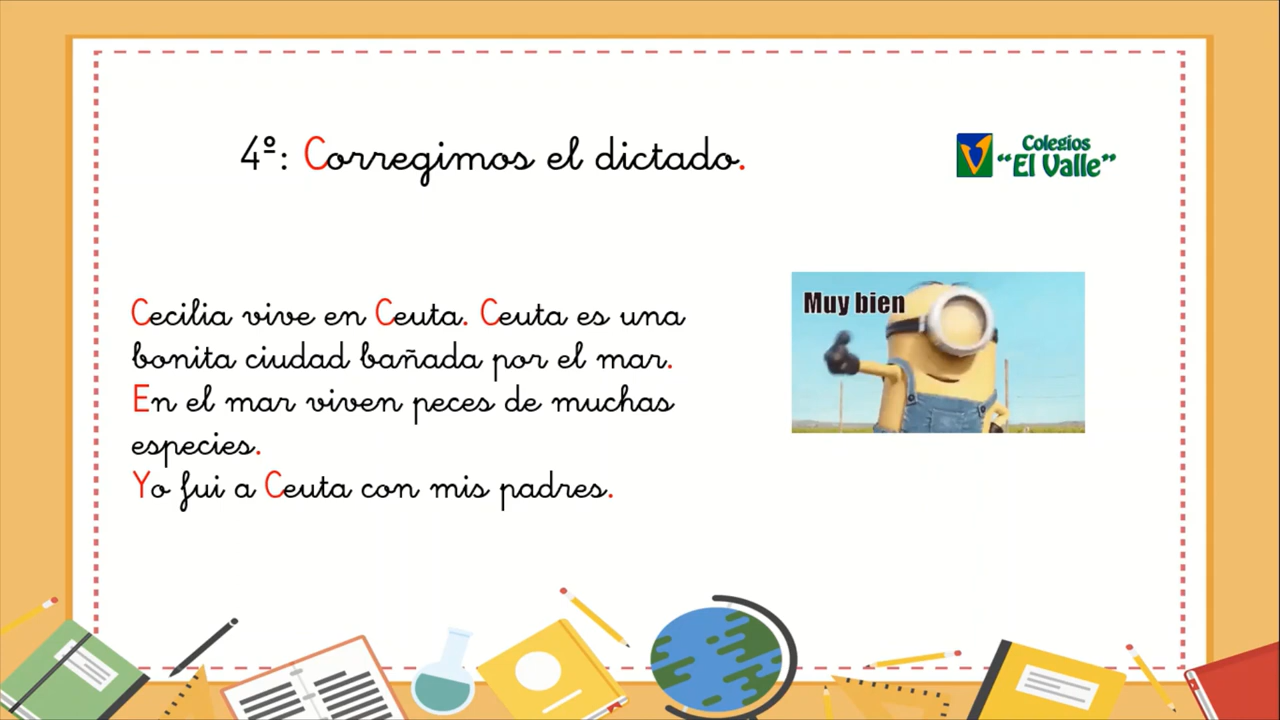 4º: Corregimos el dictado.
Colegios
“El Valle”
Cecilia vive en Ceuta. Ceuta es una
bonita ciudad bañada por el mar.
En el mar viven peces de muchas
especies.
Yo fui a Ceuta con mis padres.
Muy bien